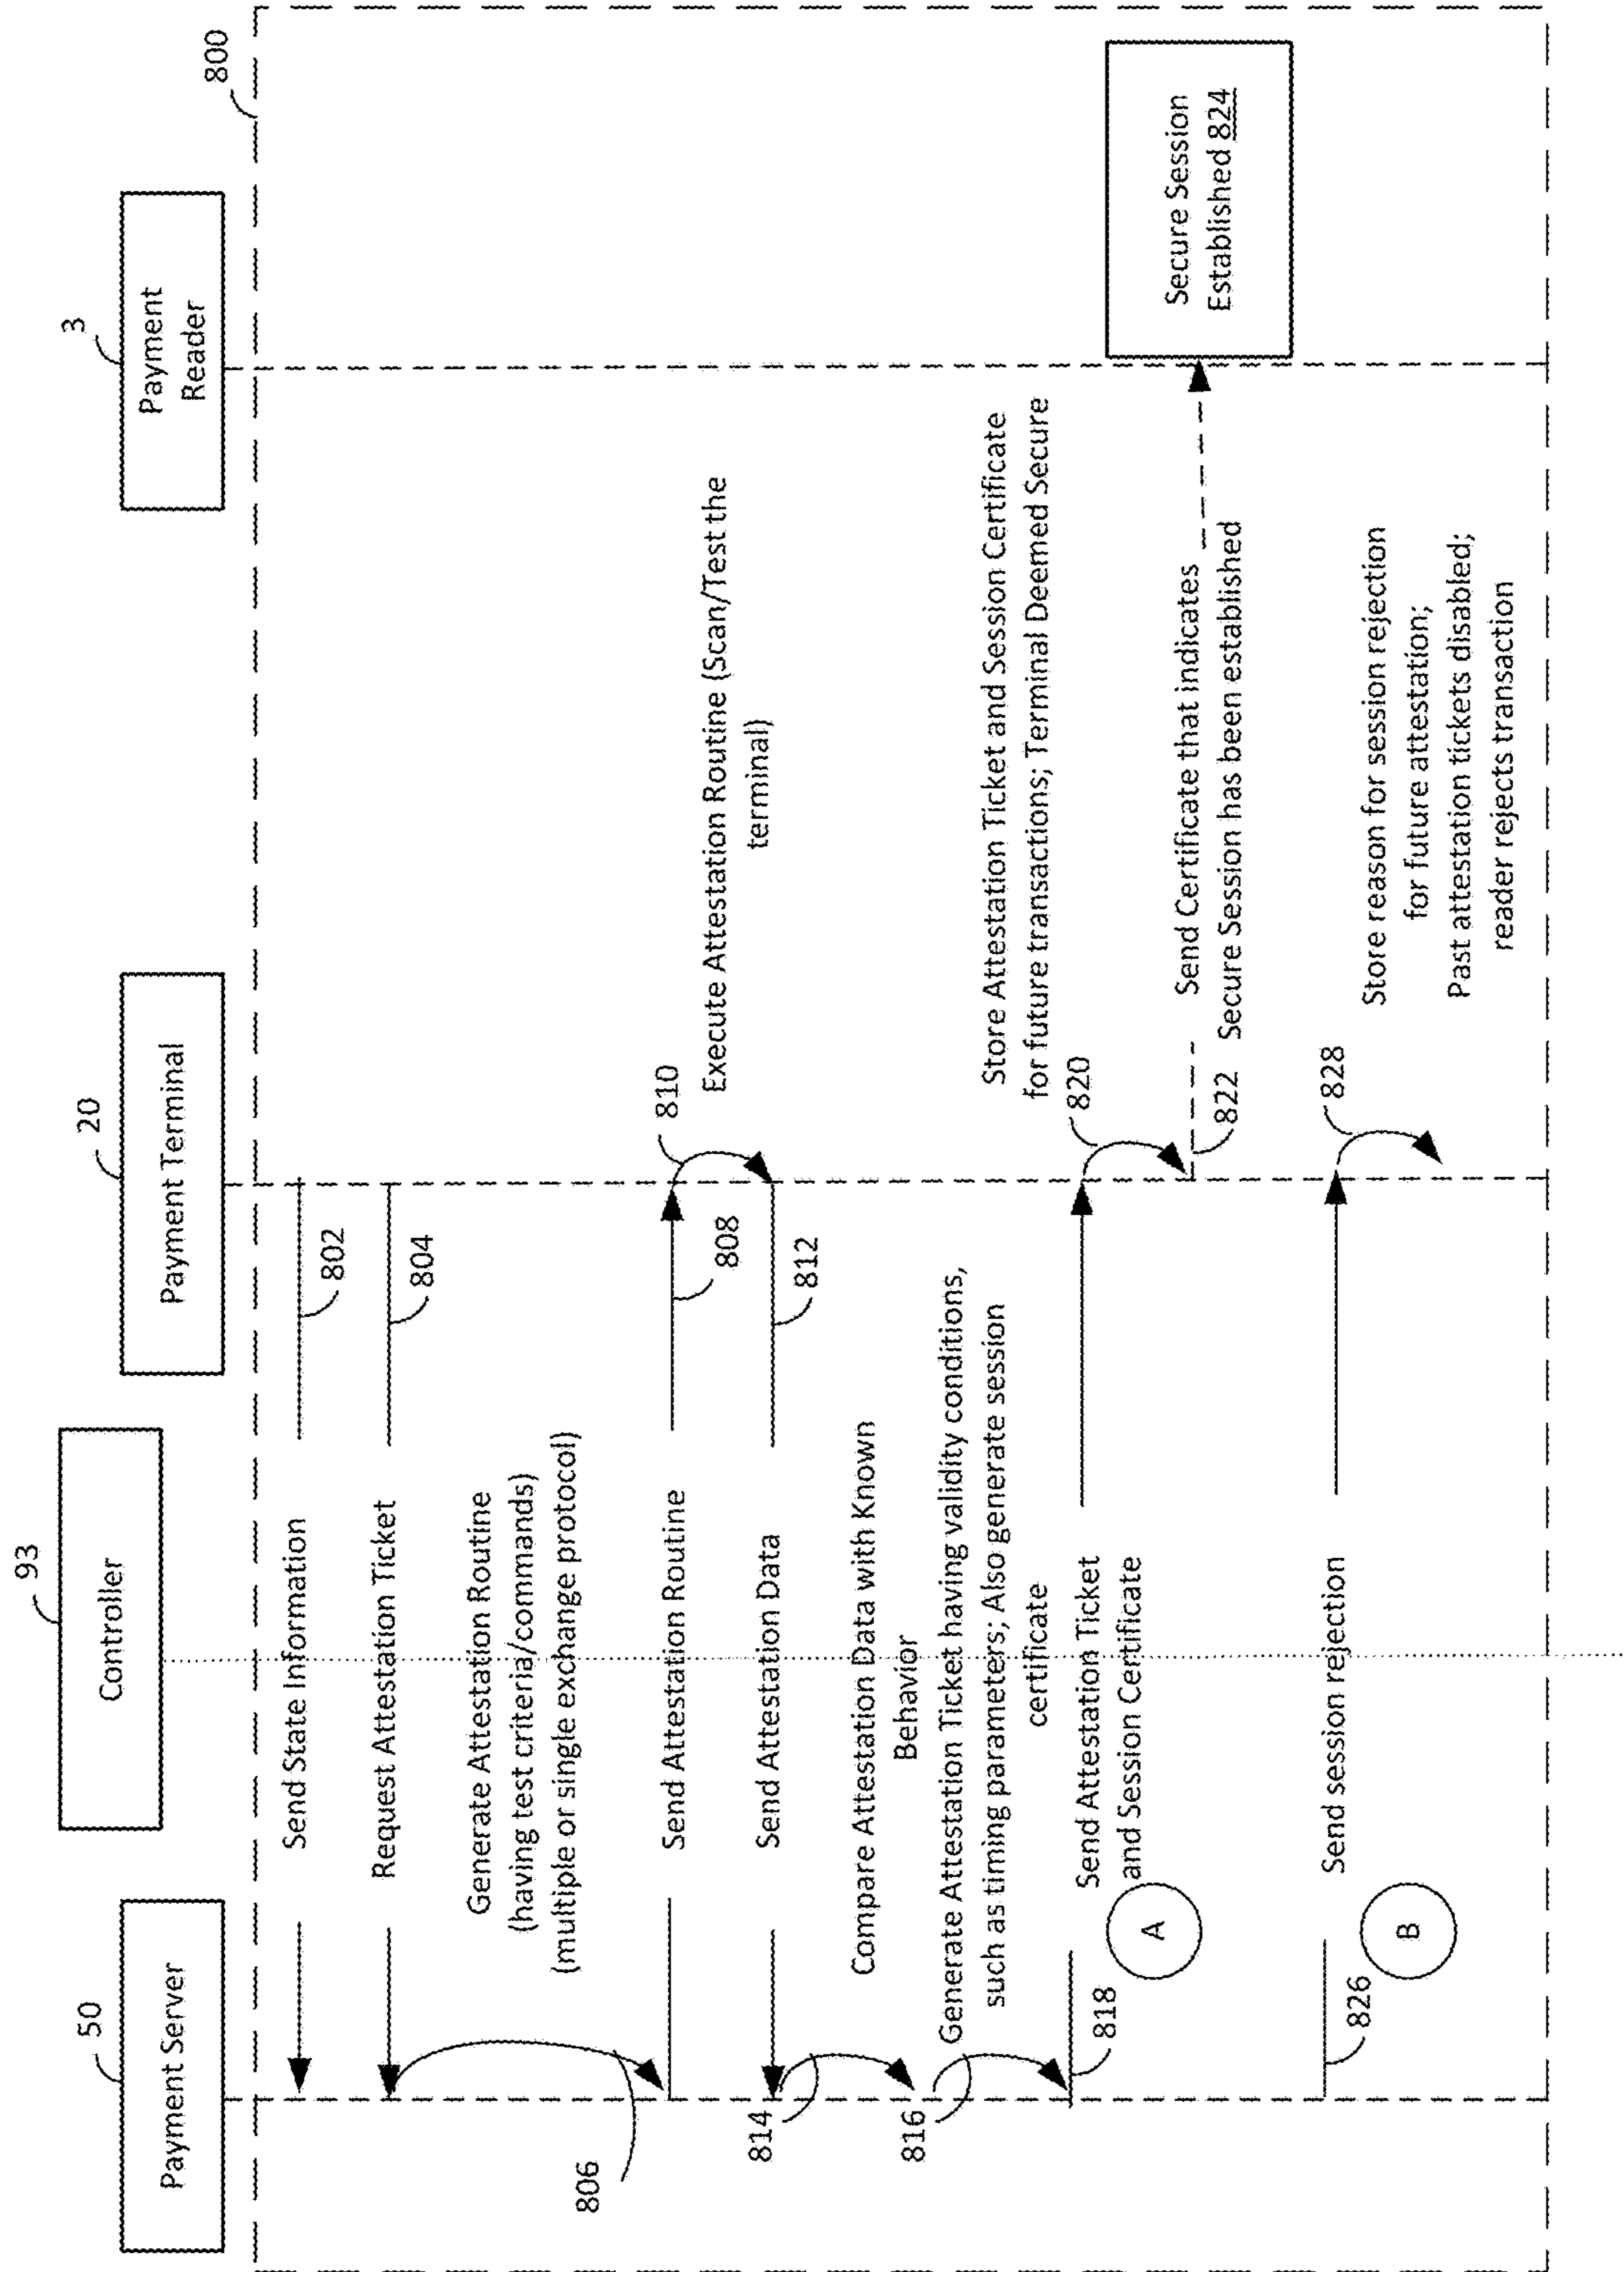 93
Controller
50
Payment Server
20
Payment Terminal
3
Payment
Reader
800
Send State Information
802
Request Attestation Ticket
804
Generate Attestation Routine
(having test criteria/commands)
(multiple or single exchange protocol)
806
Send Attestation Routine
808
810
Execute Attestation Routine (Scan/Test the
terminal)
Send Attestation Data
812
814
Compare Attestation Data with Known
Behavior
816
Generate Attestation Ticket having validity conditions,
such as timing parameters; Also generate session
certificate
Send Attestation Ticket
and Session Certificate
818
A
820
Store Attestation Ticket and Session Certificate
for future transactions; Terminal Deemed Secure
822
Send Certificate that indicates
Secure Session has been established
Secure Session
Established 824
Send session rejection
826
B
828
Store reason for session rejection
for future attestation;
Past attestation tickets disabled;
reader rejects transaction